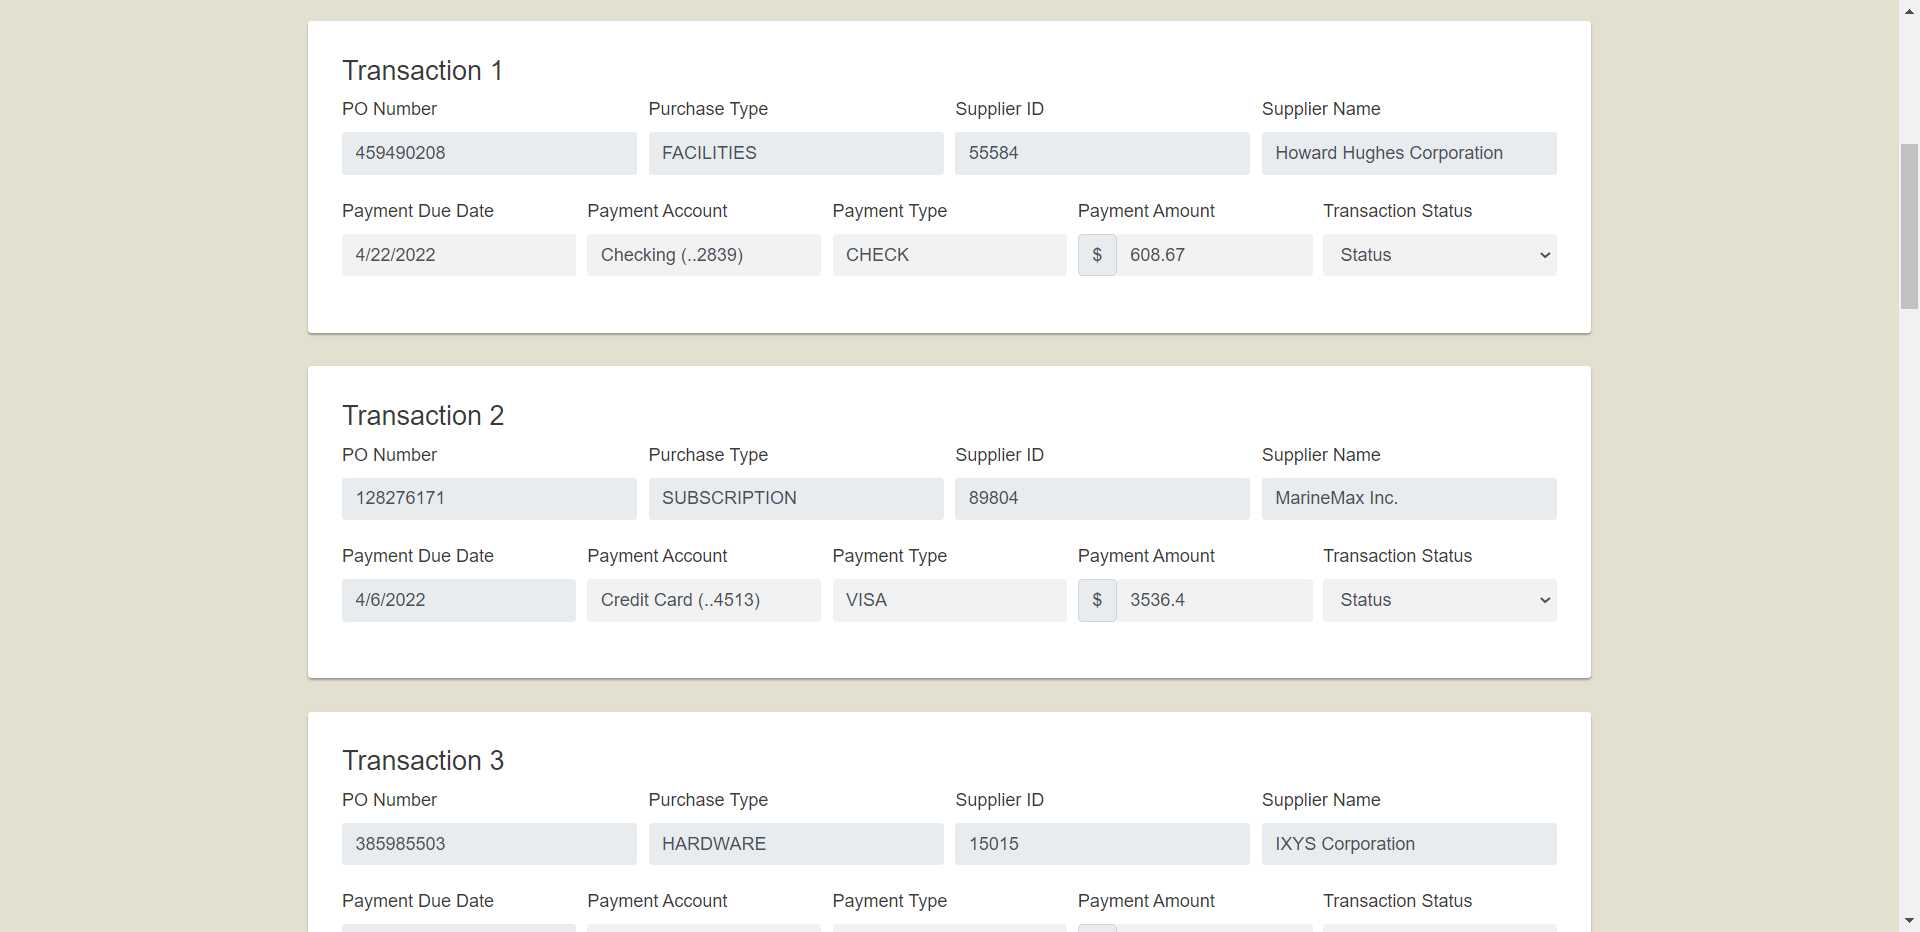 Transaction 1
PO Number Purchase Type Supplier ID Supplier Name
459490208 FACILITIES 55584 Howard Hughes Corporation
Payment Due Date Payment Account Payment Type Payment Amount Transaction Status
4/22/2022 Checking (..2839) CHECK $ 608.67 Status
Transaction 2
PO Number Purchase Type Supplier ID Supplier Name
128276171 SUBSCRIPTION 89804 MarineMax Inc.
Payment Due Date Payment Account Payment Type Payment Amount Transaction Status
4/6/2022 Credit Card (..4513) VISA $ 3536.4 Status
Transaction 3
PO Number Purchase Type Supplier ID Supplier Name
385985503 HARDWARE 15015 IXYS Corporation
Payment Due Date Payment Account Payment Type Payment Amount Transaction Status